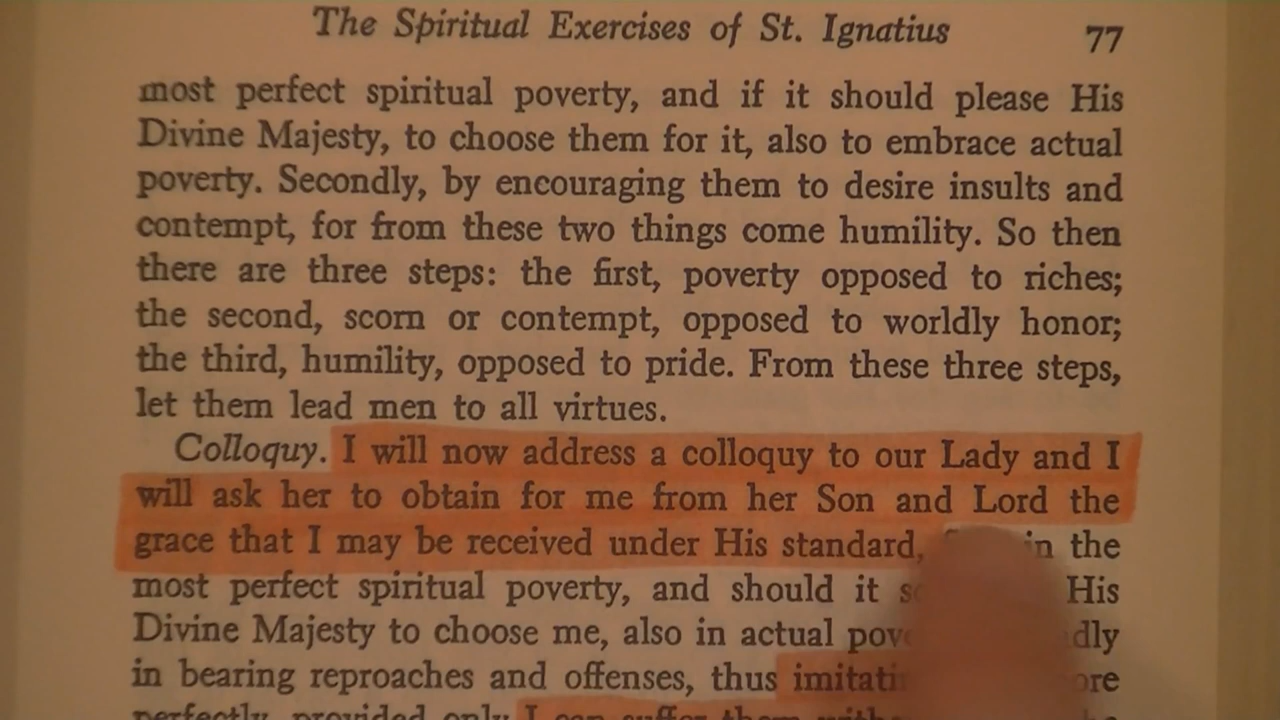 The Spiritual Exercises of St. Ignatius 77
most perfect spiritual poverty, and if it should please His
Divine Majesty, to choose them for it, also to embrace actual
poverty. Secondly, by encouraging them to desire insults and
contempt, for from these two things come humility. So then
there are three steps: the first, poverty opposed to riches;
the second, scorn or contempt, opposed to worldly honor;
the third, humility, opposed to pride. From these three steps,
let them lead men to all virtues.
Colloquy. I will now address a colloquy to our Lady and I
will ask her to obtain for me from her Son and Lord the
grace that I may be received under His standard, in the
most perfect spiritual poverty, and should it His
Divine Majesty to choose me, also in actual
in bearing reproaches and offenses, thus
perfectly, provided only I can suffer them